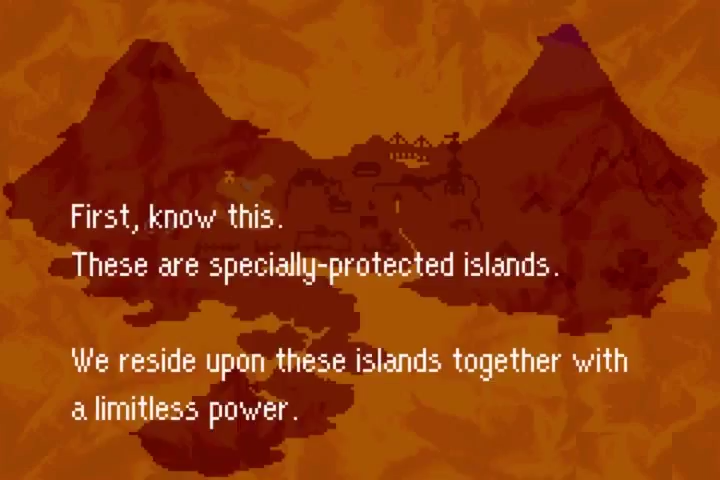 First, know this.
These are specially-protected islands.
We reside upon these islands together with
a limitless power.